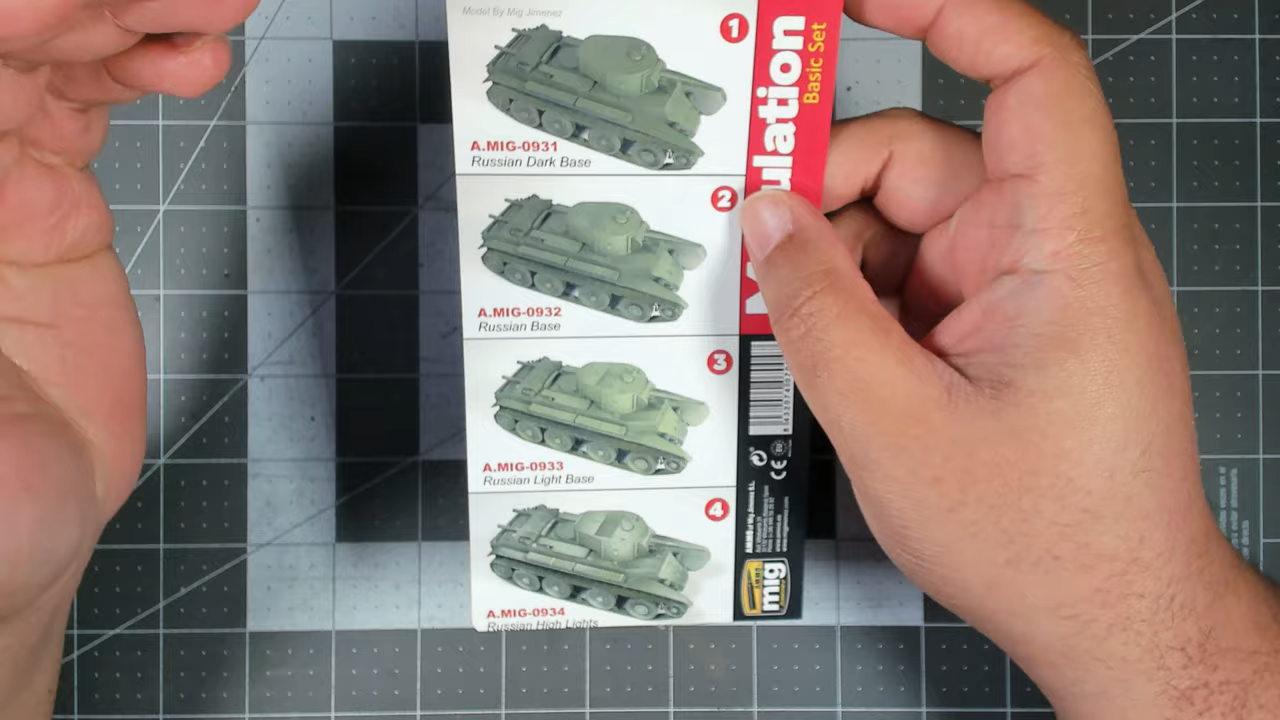 Model By Mig Jimenez
1
A.MIG-0931
Russian Dark Base
2
A.MIG-0932
Russian Base
3
A.MIG-0933
Russian Light Base
4
A.MIG-0934
Russian High Lights
ulation
Basic Set
CE
mig